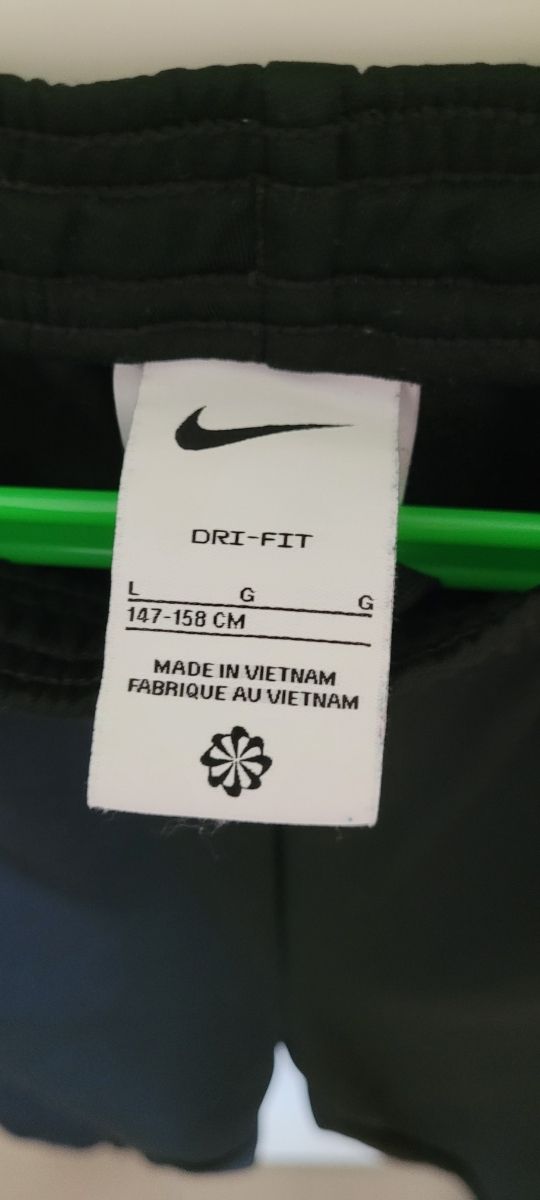 DRI-FIT
L G G
147-158 CM
MADE IN VIETNAM
FABRIQUE AU VIETNAM